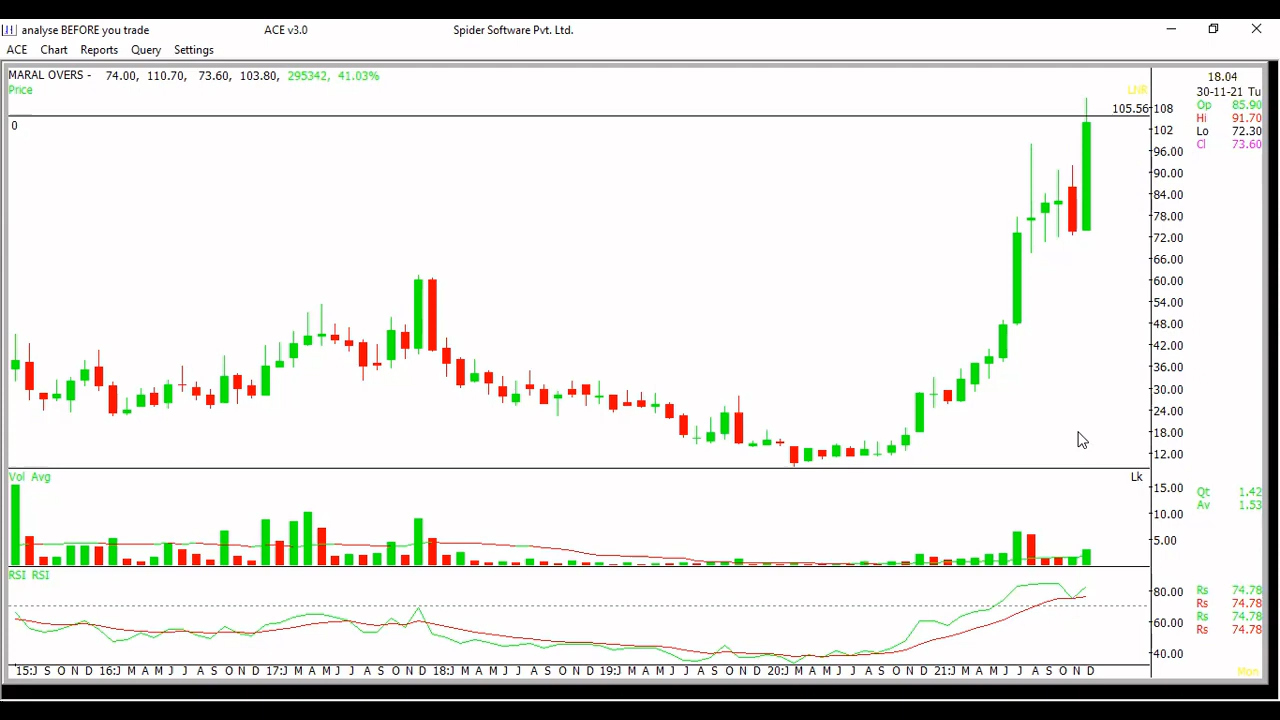 analyse BEFORE you trade ACE v3.0 Spider Software Pvt. Ltd.
ACE Chart Reports Query Settings
MARAL OVERS - 74.00, 110.70, 73.60, 103.80, 295342, 41.03%
Price LNR
0
105.56 108
102
96.00
90.00
84.00
78.00
72.00
66.00
60.00
54.00
48.00
42.00
36.00
30.00
24.00
18.00
12.00
18.04
30-11-21 Tu
Op 85.90
Hi 91.70
Lo 72.30
Cl 73.60
Vol Avg Lk
15.00
10.00
5.00
Qt 1.42
Av 1.53
RSI RSI
80.00
60.00
40.00
Rs 74.78
Rs 74.78
Rs 74.78
Rs 74.78
15:J S O N D 16:J M A M J J A S O N D 17:J M A M J J A S O N D 18:J M A M J J A S O N D 19:J M A M J J A S O N D 20:J M A M J J A S O N D 21:J M A M J J A S O N D Mon